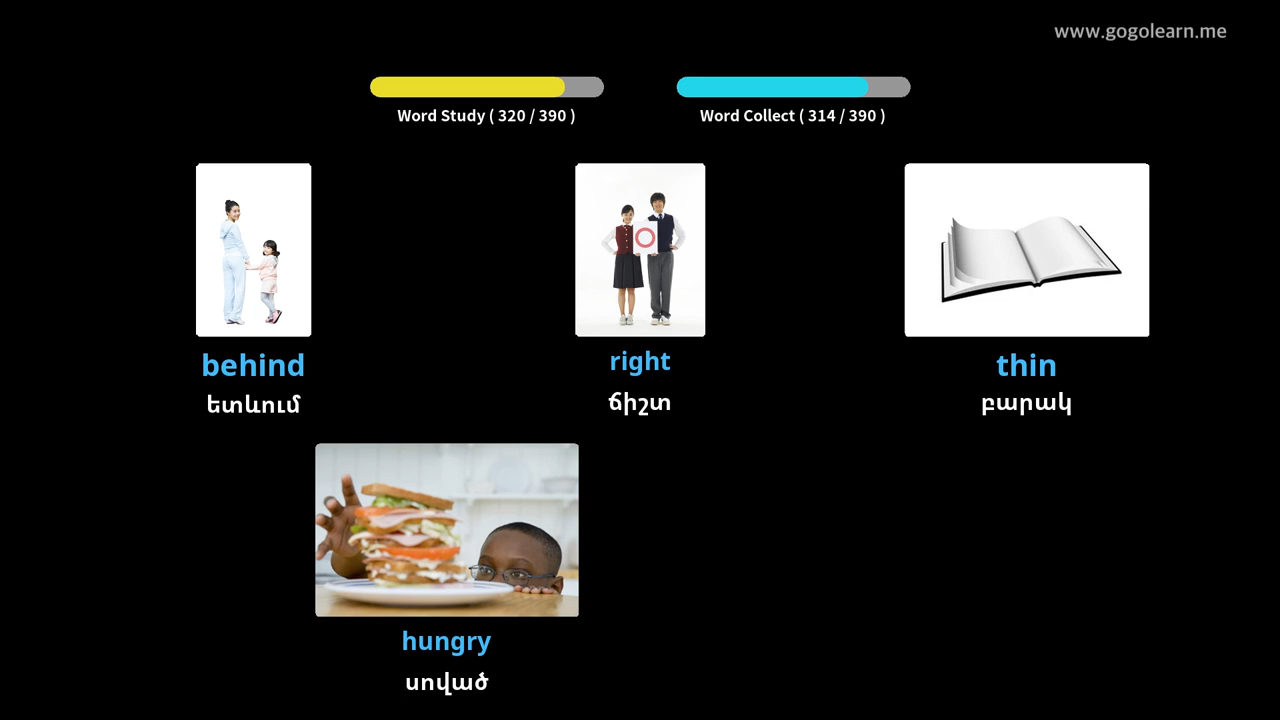 www.gogolearn.me
Word Study ( 320 / 390 )
Word Collect ( 314 / 390 )
behind
ետևում
right
ճիշտ
thin
բարակ
hungry
սոված